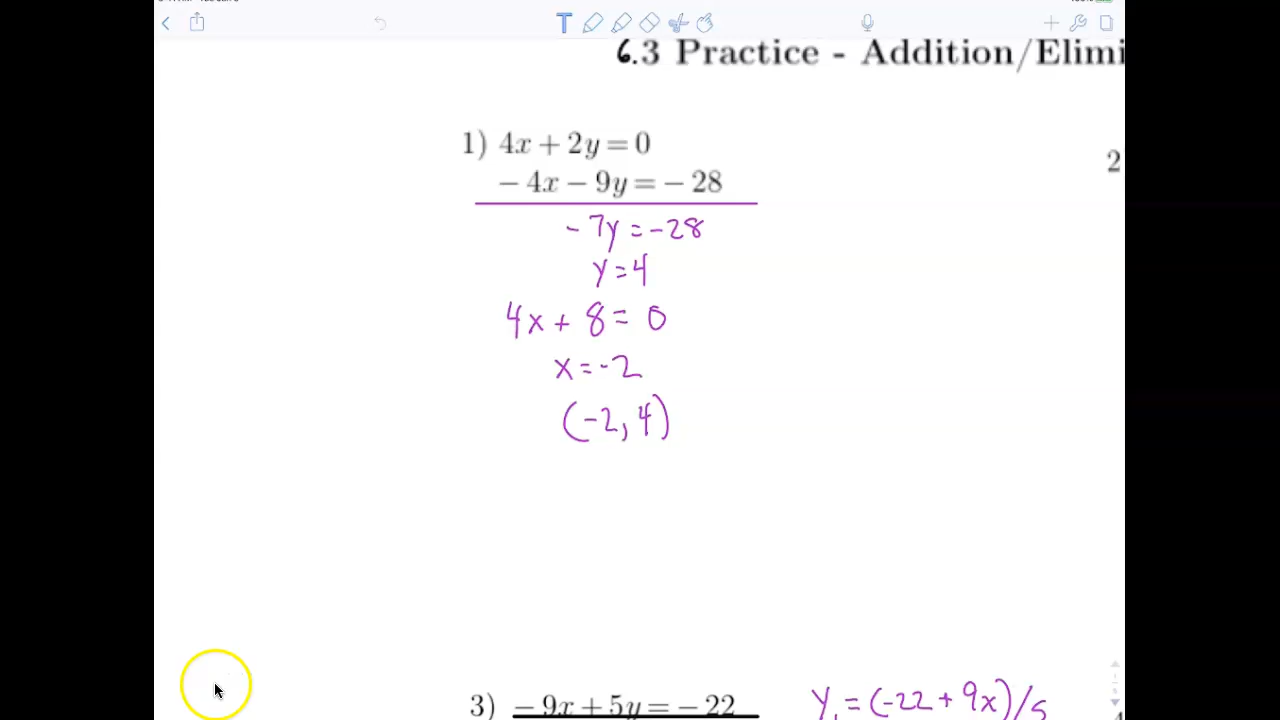 6.3 Practice - Addition/Elimi
1) 4x + 2y = 0
- 4x - 9y = - 28
- 7y = -28
y = 4
4x + 8 = 0
x = -2
(-2, 4)
2
3) - 9x + 5y = - 22
y₁ = (-22 + 9x)/5